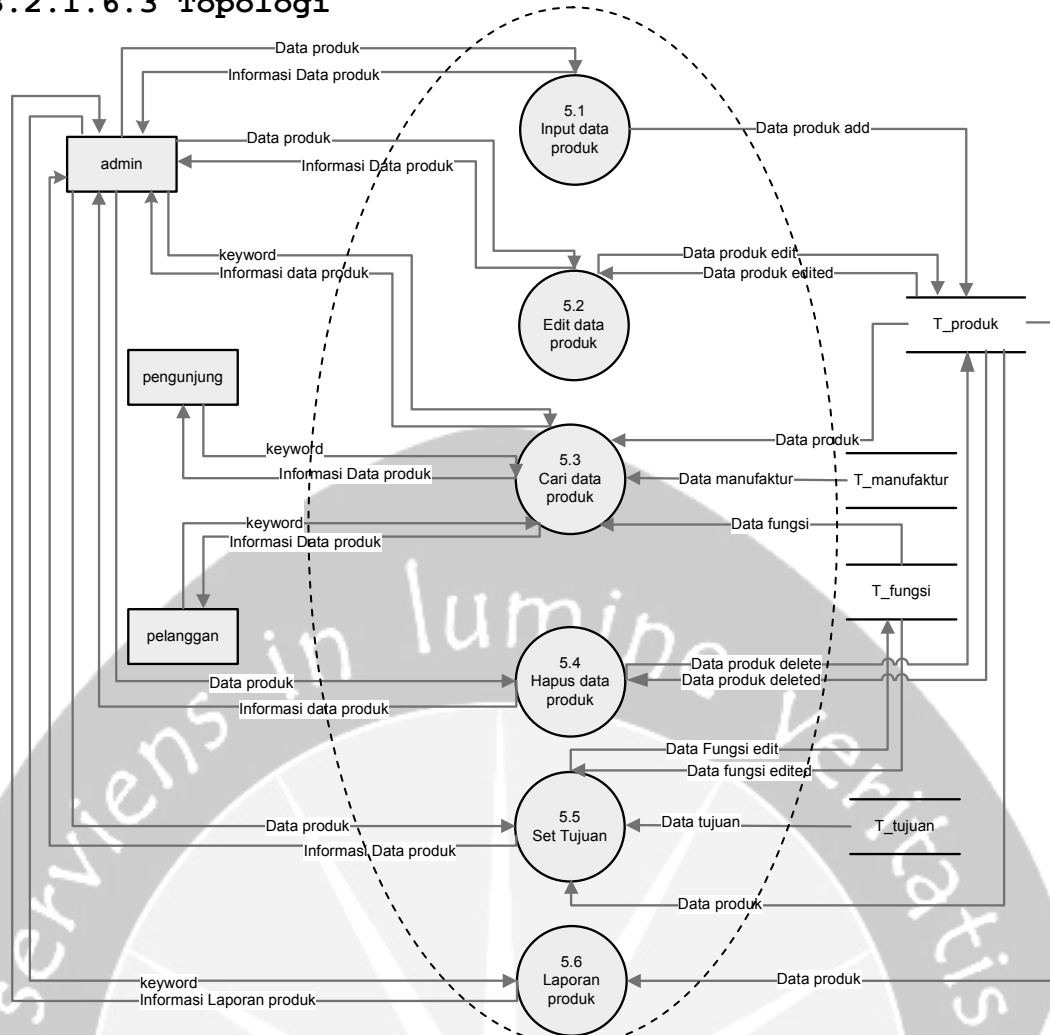 3.2.1.6.3 Topologi
Data produk
Informasi Data produk
5.1
Input data
produk
Data produk add
admin
Data produk
Informasi Data produk
keyword
Informasi data produk
Data produk edit
Data produk edited
5.2
Edit data
produk
T_produk
pengunjung
keyword
Informasi Data produk
5.3
Cari data
produk
Data produk
Data manufaktur
T_manufaktur
keyword
Informasi Data produk
Data fungsi
T_fungsi
pelanggan
5.4
Hapus data
produk
Data produk delete
Data produk deleted
Data produk
Informasi data produk
Data Fungsi edit
Data fungsi edited
5.5
Set Tujuan
Data produk
Informasi Data produk
Data tujuan
T_tujuan
Data produk
5.6
Laporan
produk
keyword
Informasi Laporan produk
Data produk
serviens in lumine veritatis